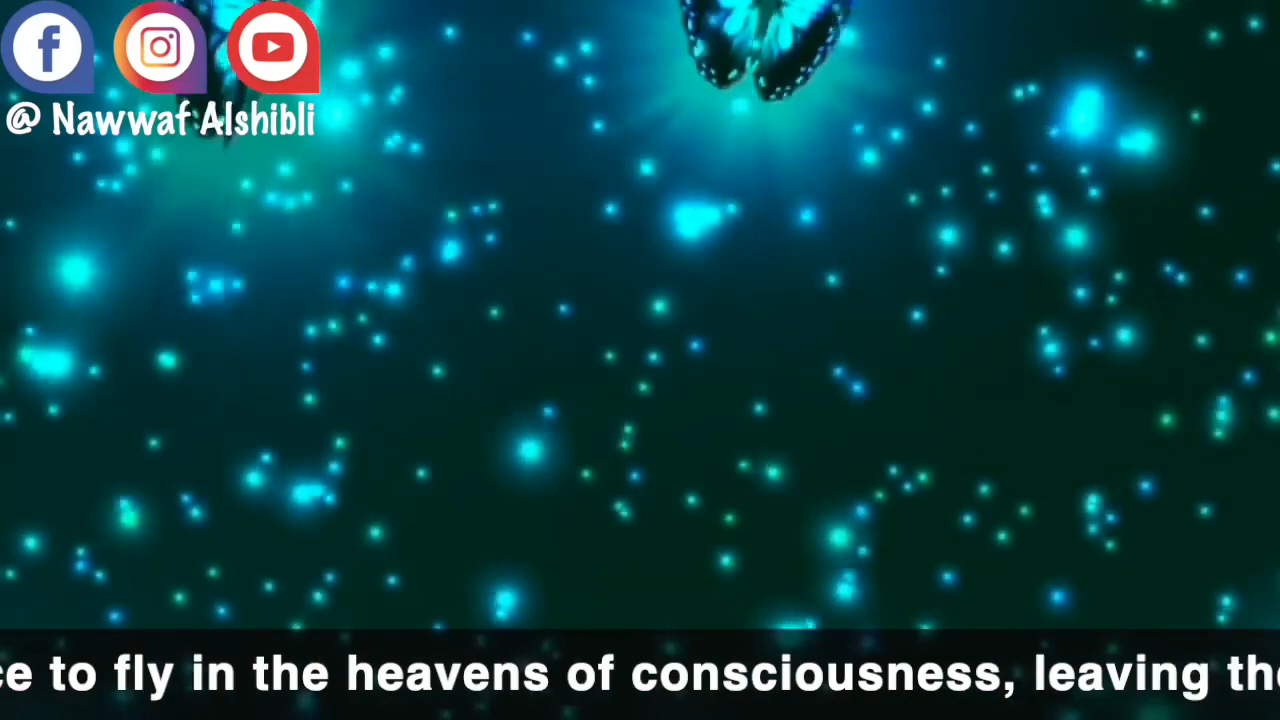 @ Nawwaf Alshibli
to fly in the heavens of consciousness, leaving